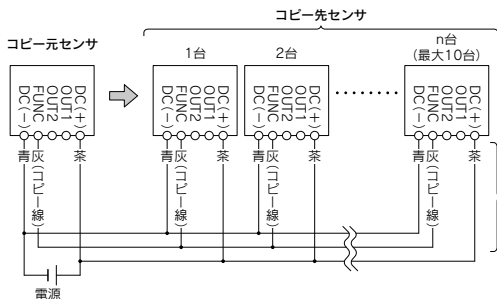 コピー先センサ
コピー元センサ
1台
2台
n台
(最大10台)
DC(－)
FUNC
OUT2
OUT1
DC(＋)
DC(－)
FUNC
OUT2
OUT1
DC(＋)
DC(－)
FUNC
OUT2
OUT1
DC(＋)
DC(－)
FUNC
OUT2
OUT1
DC(＋)
青
灰(コピー線)
茶
青
灰(コピー線)
茶
青
灰(コピー線)
茶
青
灰(コピー線)
茶
電源